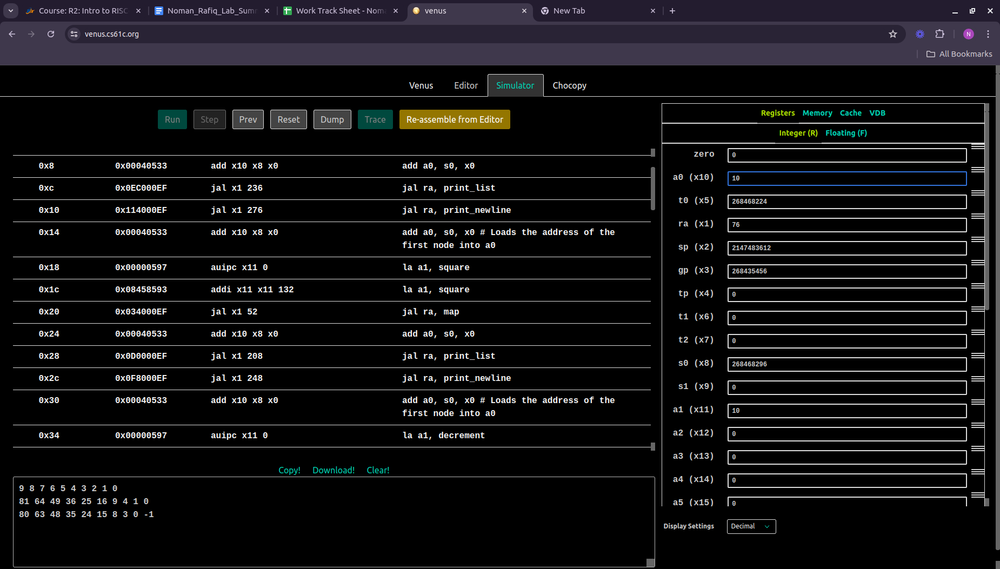 Course: R2: Intro to RISC
Noman_Rafiq_Lab_Sum
Work Track Sheet - Noma
venus
New Tab
venus.cs61c.org
N
All Bookmarks
Venus
Editor
Simulator
Chocopy
Run
Step
Prev
Reset
Dump
Trace
Re-assemble from Editor
0x8 0x00040533 add x10 x8 x0 add a0, s0, x0
0xc 0x0EC000EF jal x1 236 jal ra, print_list
0x10 0x114000EF jal x1 276 jal ra, print_newline
0x14 0x00040533 add x10 x8 x0 add a0, s0, x0 # Loads the address of the
first node into a0
0x18 0x00000597 auipc x11 0 la a1, square
0x1c 0x08458593 addi x11 x11 132 la a1, square
0x20 0x034000EF jal x1 52 jal ra, map
0x24 0x00040533 add x10 x8 x0 add a0, s0, x0
0x28 0x0D0000EF jal x1 208 jal ra, print_list
0x2c 0x0F8000EF jal x1 248 jal ra, print_newline
0x30 0x00040533 add x10 x8 x0 add a0, s0, x0 # Loads the address of the
first node into a0
0x34 0x00000597 auipc x11 0 la a1, decrement
Copy! Download! Clear!
9 8 7 6 5 4 3 2 1 0
81 64 49 36 25 16 9 4 1 0
80 63 48 35 24 15 8 3 0 -1
Registers Memory Cache VDB
Integer (R) Floating (F)
zero 0
a0 (x10) 10
t0 (x5) 268468224
ra (x1) 76
sp (x2) 2147483612
gp (x3) 268435456
tp (x4) 0
t1 (x6) 0
t2 (x7) 0
s0 (x8) 268468296
s1 (x9) 0
a1 (x11) 10
a2 (x12) 0
a3 (x13) 0
a4 (x14) 0
a5 (x15) 0
Display Settings Decimal